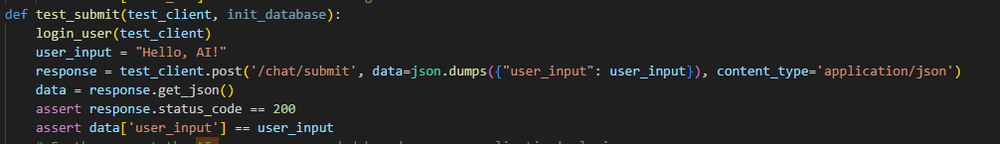 def test_submit(test_client, init_database):
    login_user(test_client)
    user_input = "Hello, AI!"
    response = test_client.post('/chat/submit', data=json.dumps({"user_input": user_input}), content_type='application/json')
    data = response.get_json()
    assert response.status_code == 200
    assert data['user_input'] == user_input